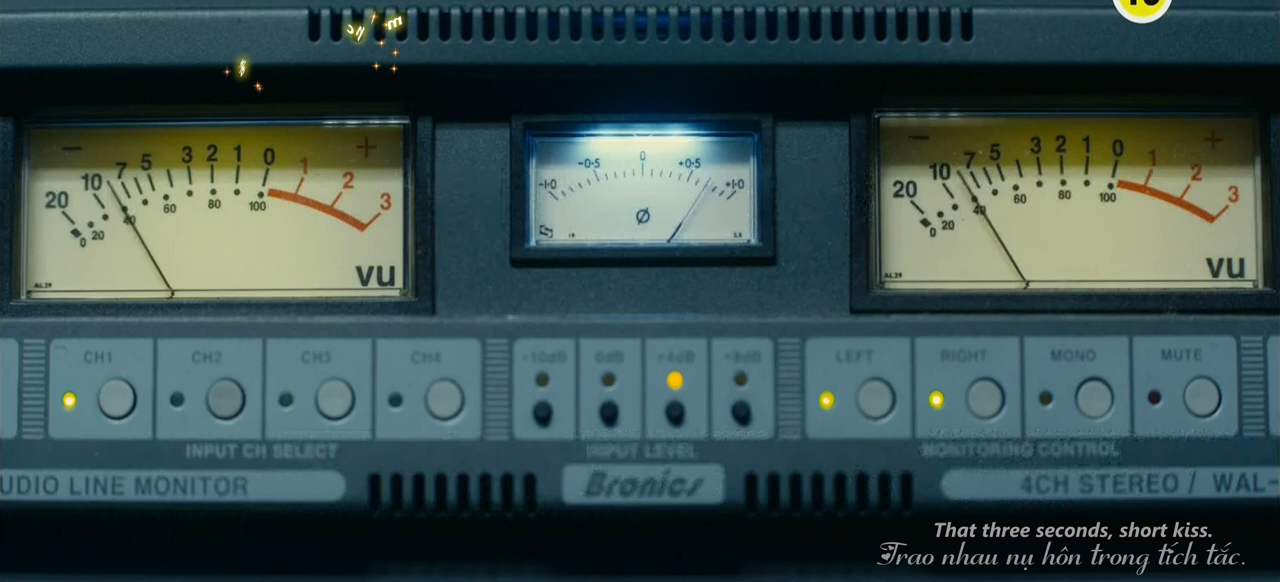 - 20 10 7 5 3 2 1 0 1 2 3 +
0 20 40 60 80 100
AL.29
vu
-1.0 -0.5 0 +0.5 +1.0
Ø
- 20 10 7 5 3 2 1 0 1 2 3 +
0 20 40 60 80 100
AL.29
vu
CH1 CH2 CH3 CH4
-10dB 0dB +4dB +8dB
LEFT RIGHT MONO MUTE
INPUT CH SELECT
INPUT LEVEL
MONITORING CONTROL
UDIO LINE MONITOR
Bronics
4CH STEREO / WAL-
That three seconds, short kiss.
Trao nhau nụ hôn trong tích tắc.